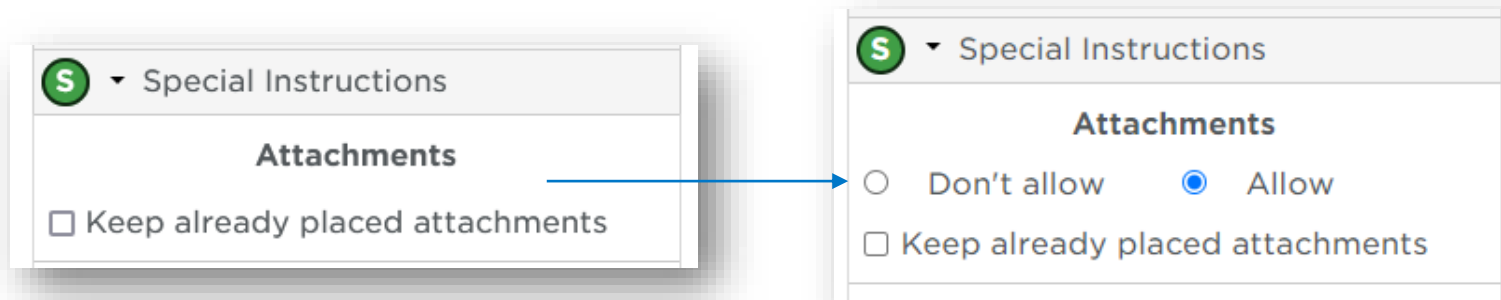 S Special Instructions
Attachments
Keep already placed attachments
S Special Instructions
Attachments
Don't allow Allow
Keep already placed attachments